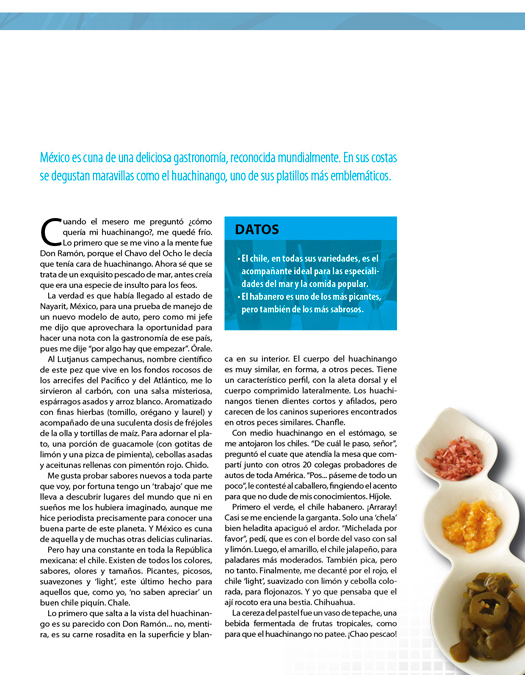 México es cuna de una deliciosa gastronomía, reconocida mundialmente. En sus costas
se degustan maravillas como el huachinango, uno de sus platillos más emblemáticos.
Cuando el mesero me preguntó ¿cómo
quería mi huachinango?, me quedé frío.
Lo primero que se me vino a la mente fue
Don Ramón, porque el Chavo del Ocho le decía
que tenía cara de huachinango. Ahora sé que se
trata de un exquisito pescado de mar, antes creía
que era una especie de insulto para los feos.
La verdad es que había llegado al estado de
Nayarit, México, para una prueba de manejo de
un nuevo modelo de auto, pero como mi jefe
me dijo que aprovechara la oportunidad para
hacer una nota con la gastronomía de ese país,
pues me dije “por algo hay que empezar”. Órale.
Al Lutjanus campechanus, nombre científico
de este pez que vive en los fondos rocosos de
los arrecifes del Pacífico y del Atlántico, me lo
sirvieron al carbón, con una salsa misteriosa,
espárragos asados y arroz blanco. Aromatizado
con finas hierbas (tomillo, orégano y laurel) y
acompañado de una suculenta dosis de fréjoles
de la olla y tortillas de maíz. Para adornar el pla-
to, una porción de guacamole (con gotitas de
limón y una pizca de pimienta), cebollas asadas
y aceitunas rellenas con pimentón rojo. Chido.
Me gusta probar sabores nuevos a toda parte
que voy, por fortuna tengo un ‘trabajo’ que me
lleva a descubrir lugares del mundo que ni en
sueños me los hubiera imaginado, aunque me
hice periodista precisamente para conocer una
buena parte de este planeta. Y México es cuna
de aquella y de muchas otras delicias culinarias.
Pero hay una constante en toda la República
mexicana: el chile. Existen de todos los colores,
sabores, olores y tamaños. Picantes, picosos,
suavezones y ‘light’, este último hecho para
aquellos que, como yo, ‘no saben apreciar’ un
buen chile piquín. Chale.
Lo primero que salta a la vista del huachinan-
go es su parecido con Don Ramón... no, menti-
ra, es su carne rosadita en la superficie y blan-
DATOS
• El chile, en todas sus variedades, es el
acompañante ideal para las especiali-
dades del mar y la comida popular.
• El habanero es uno de los más picantes,
pero también de los más sabrosos.
ca en su interior. El cuerpo del huachinango
es muy similar, en forma, a otros peces. Tiene
un característico perfil, con la aleta dorsal y el
cuerpo comprimido lateralmente. Los huachi-
nangos tienen dientes cortos y afilados, pero
carecen de los caninos superiores encontrados
en otros peces similares. Chanfle.
Con medio huachinango en el estómago, se
me antojaron los chiles. “De cuál le paso, señor”,
preguntó el cuate que atendía la mesa que com-
partí junto con otros 20 colegas probadores de
autos de toda América. “Pos... páseme de todo un
poco”, le contesté al caballero, fingiendo el acento
para que no dude de mis conocimientos. Híjole.
Primero el verde, el chile habanero. ¡Arraray!
Casi se me enciende la garganta. Solo una ‘chela’
bien heladita apaciguó el ardor. “Michelada por
favor”, pedí, que es con el borde del vaso con sal
y limón. Luego, el amarillo, el chile jalapeño, para
paladares más moderados. También pica, pero
no tanto. Finalmente, me decanté por el rojo, el
chile ‘light’, suavizado con limón y cebolla colo-
rada, para flojonazos. Y yo que pensaba que el
ají rocoto era una bestia. Chihuahua.
La cereza del pastel fue un vaso de tepache, una
bebida fermentada de frutas tropicales, como
para que el huachinango no patee. ¡Chao pescao!